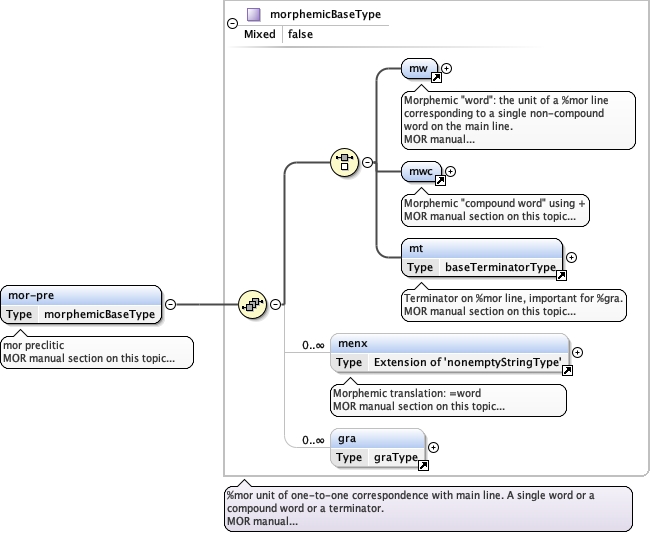 morphemicBaseType
Mixed false
mw
Morphemic "word": the unit of a %mor line
corresponding to a single non-compound
word on the main line.
MOR manual...
mwc
Morphemic "compound word" using +
MOR manual section on this topic...
mt
Type baseTerminatorType
Terminator on %mor line, important for %gra.
MOR manual section on this topic...
mor-pre
Type morphemicBaseType
mor preclitic
MOR manual section on this topic...
0..∞
menx
Type Extension of 'nonemptyStringType'
Morphemic translation: =word
MOR manual section on this topic...
0..∞
gra
Type graType
%mor unit of one-to-one correspondence with main line. A single word or a
compound word or a terminator.
MOR manual...